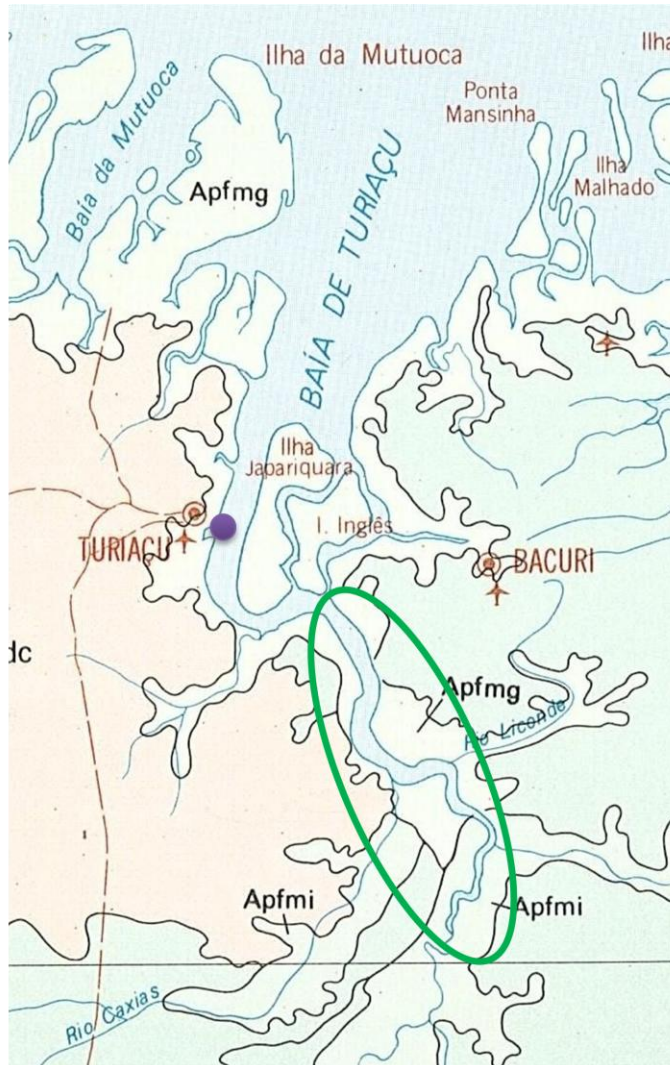 Ilha da Mutuoca
Ilha
Baía da Mutuoca
Ponta
Mansinha
Ilha
Malhado
Apfmg
BAÍA DE TURIAÇU
Ilha
Japariquara
I. Inglês
TURIAÇU
BACURI
dc
Apfmg
Rio Liconde
Apfmi
Apfmi
Rio Caxias